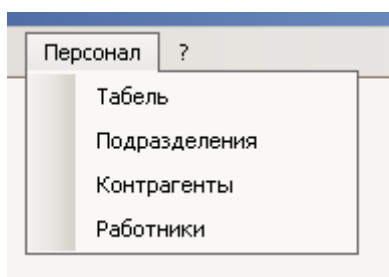 Персонал ?
Табель
Подразделения
Контрагенты
Работники